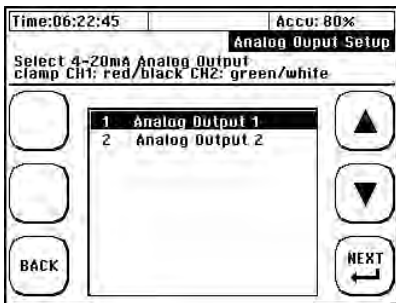 Time:06:22:45 Accu: 80%
Analog Ouput Setup
Select 4-20mA Analog Output
clamp CH1: red/black CH2: green/white
1 Analog Output 1
2 Analog Output 2
BACK
NEXT